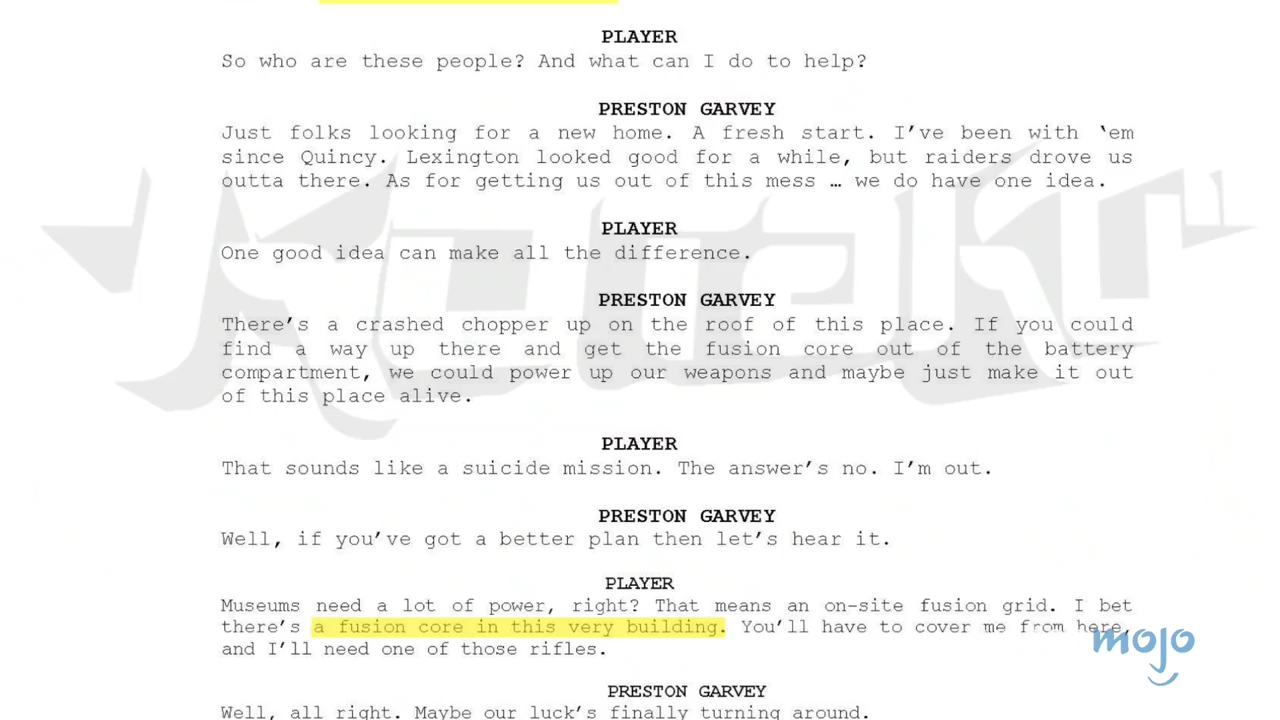 PLAYER
So who are these people? And what can I do to help?
PRESTON GARVEY
Just folks looking for a new home. A fresh start. I’ve been with ‘em
since Quincy. Lexington looked good for a while, but raiders drove us
outta there. As for getting us out of this mess … we do have one idea.
PLAYER
One good idea can make all the difference.
PRESTON GARVEY
There’s a crashed chopper up on the roof of this place. If you could
find a way up there and get the fusion core out of the battery
compartment, we could power up our weapons and maybe just make it out
of this place alive.
PLAYER
That sounds like a suicide mission. The answer’s no. I’m out.
PRESTON GARVEY
Well, if you’ve got a better plan then let’s hear it.
PLAYER
Museums need a lot of power, right? That means an on-site fusion grid. I bet
there’s a fusion core in this very building. You’ll have to cover me from here,
and I’ll need one of those rifles.
mojo
PRESTON GARVEY
Well, all right. Maybe our luck’s finally turning around.